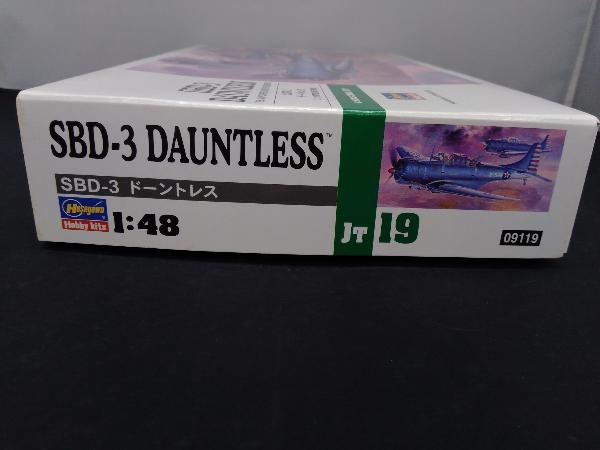 SBD-3 DAUNTLESS™
SBD-3 ドーントレス
Hasegawa
Hobby kits
1:48
JT 19
09119